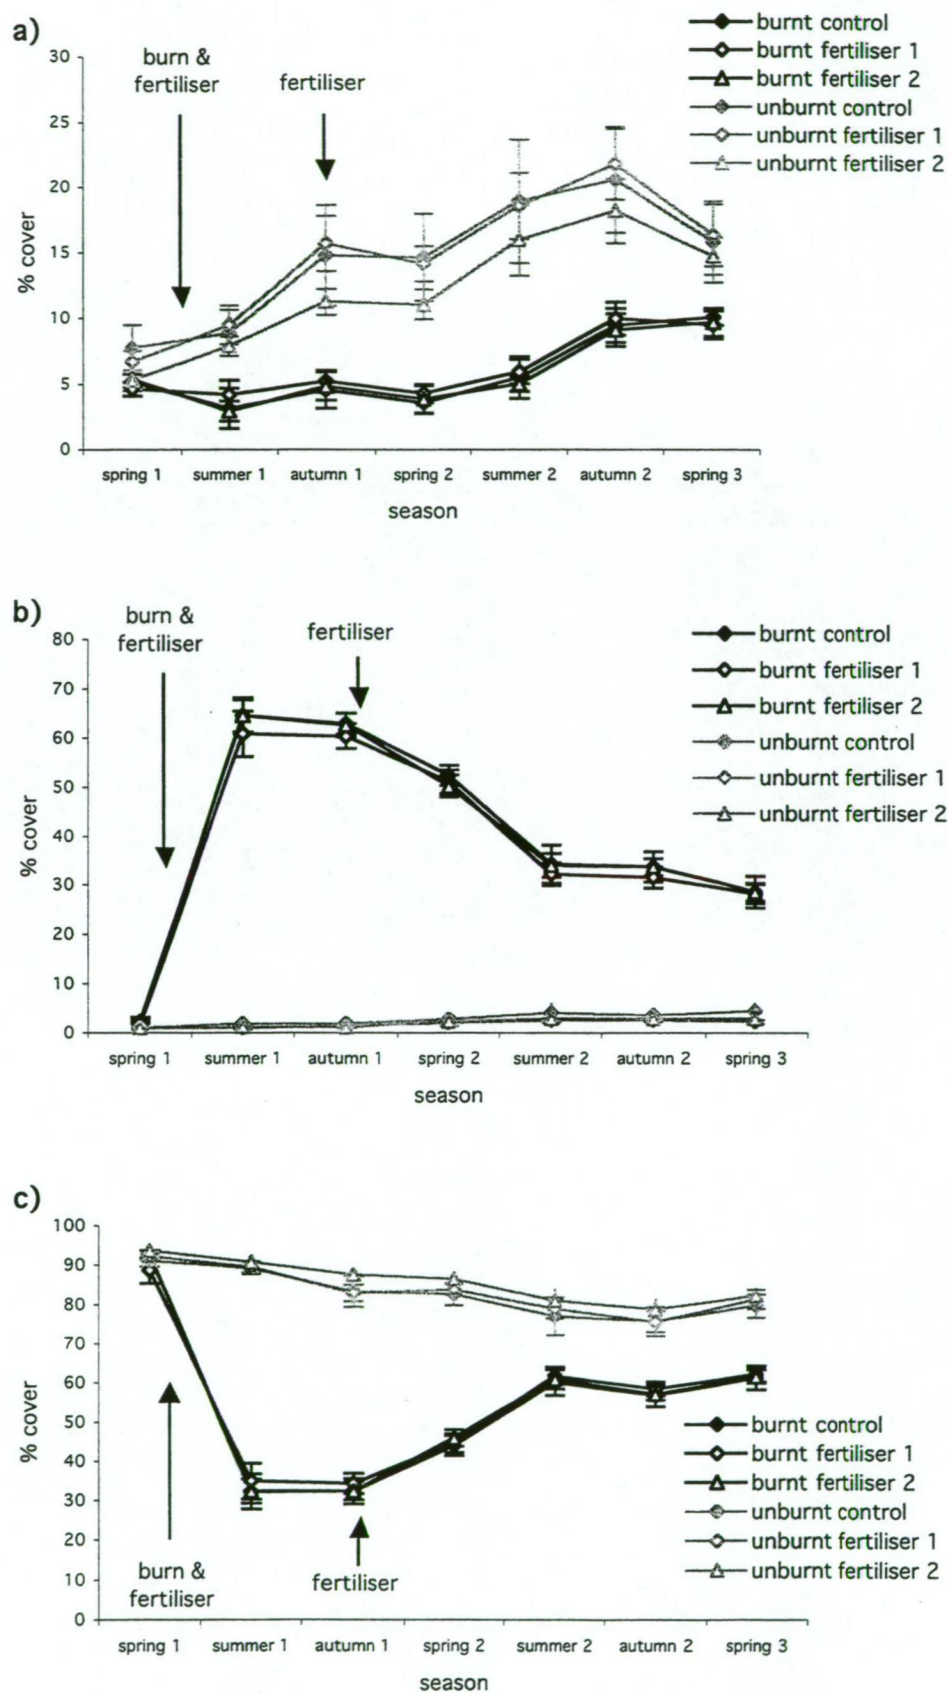 a)
burn &
fertiliser
fertiliser
burnt control
burnt fertiliser 1
burnt fertiliser 2
unburnt control
unburnt fertiliser 1
unburnt fertiliser 2
30
25
20
15
10
5
0
% cover
spring 1 summer 1 autumn 1 spring 2 summer 2 autumn 2 spring 3
season
b)
burn &
fertiliser
fertiliser
burnt control
burnt fertiliser 1
burnt fertiliser 2
unburnt control
unburnt fertiliser 1
unburnt fertiliser 2
80
70
60
50
40
30
20
10
0
% cover
spring 1 summer 1 autumn 1 spring 2 summer 2 autumn 2 spring 3
season
c)
100
90
80
70
60
50
40
30
20
10
0
% cover
burn &
fertiliser
fertiliser
burnt control
burnt fertiliser 1
burnt fertiliser 2
unburnt control
unburnt fertiliser 1
unburnt fertiliser 2
spring 1 summer 1 autumn 1 spring 2 summer 2 autumn 2 spring 3
season